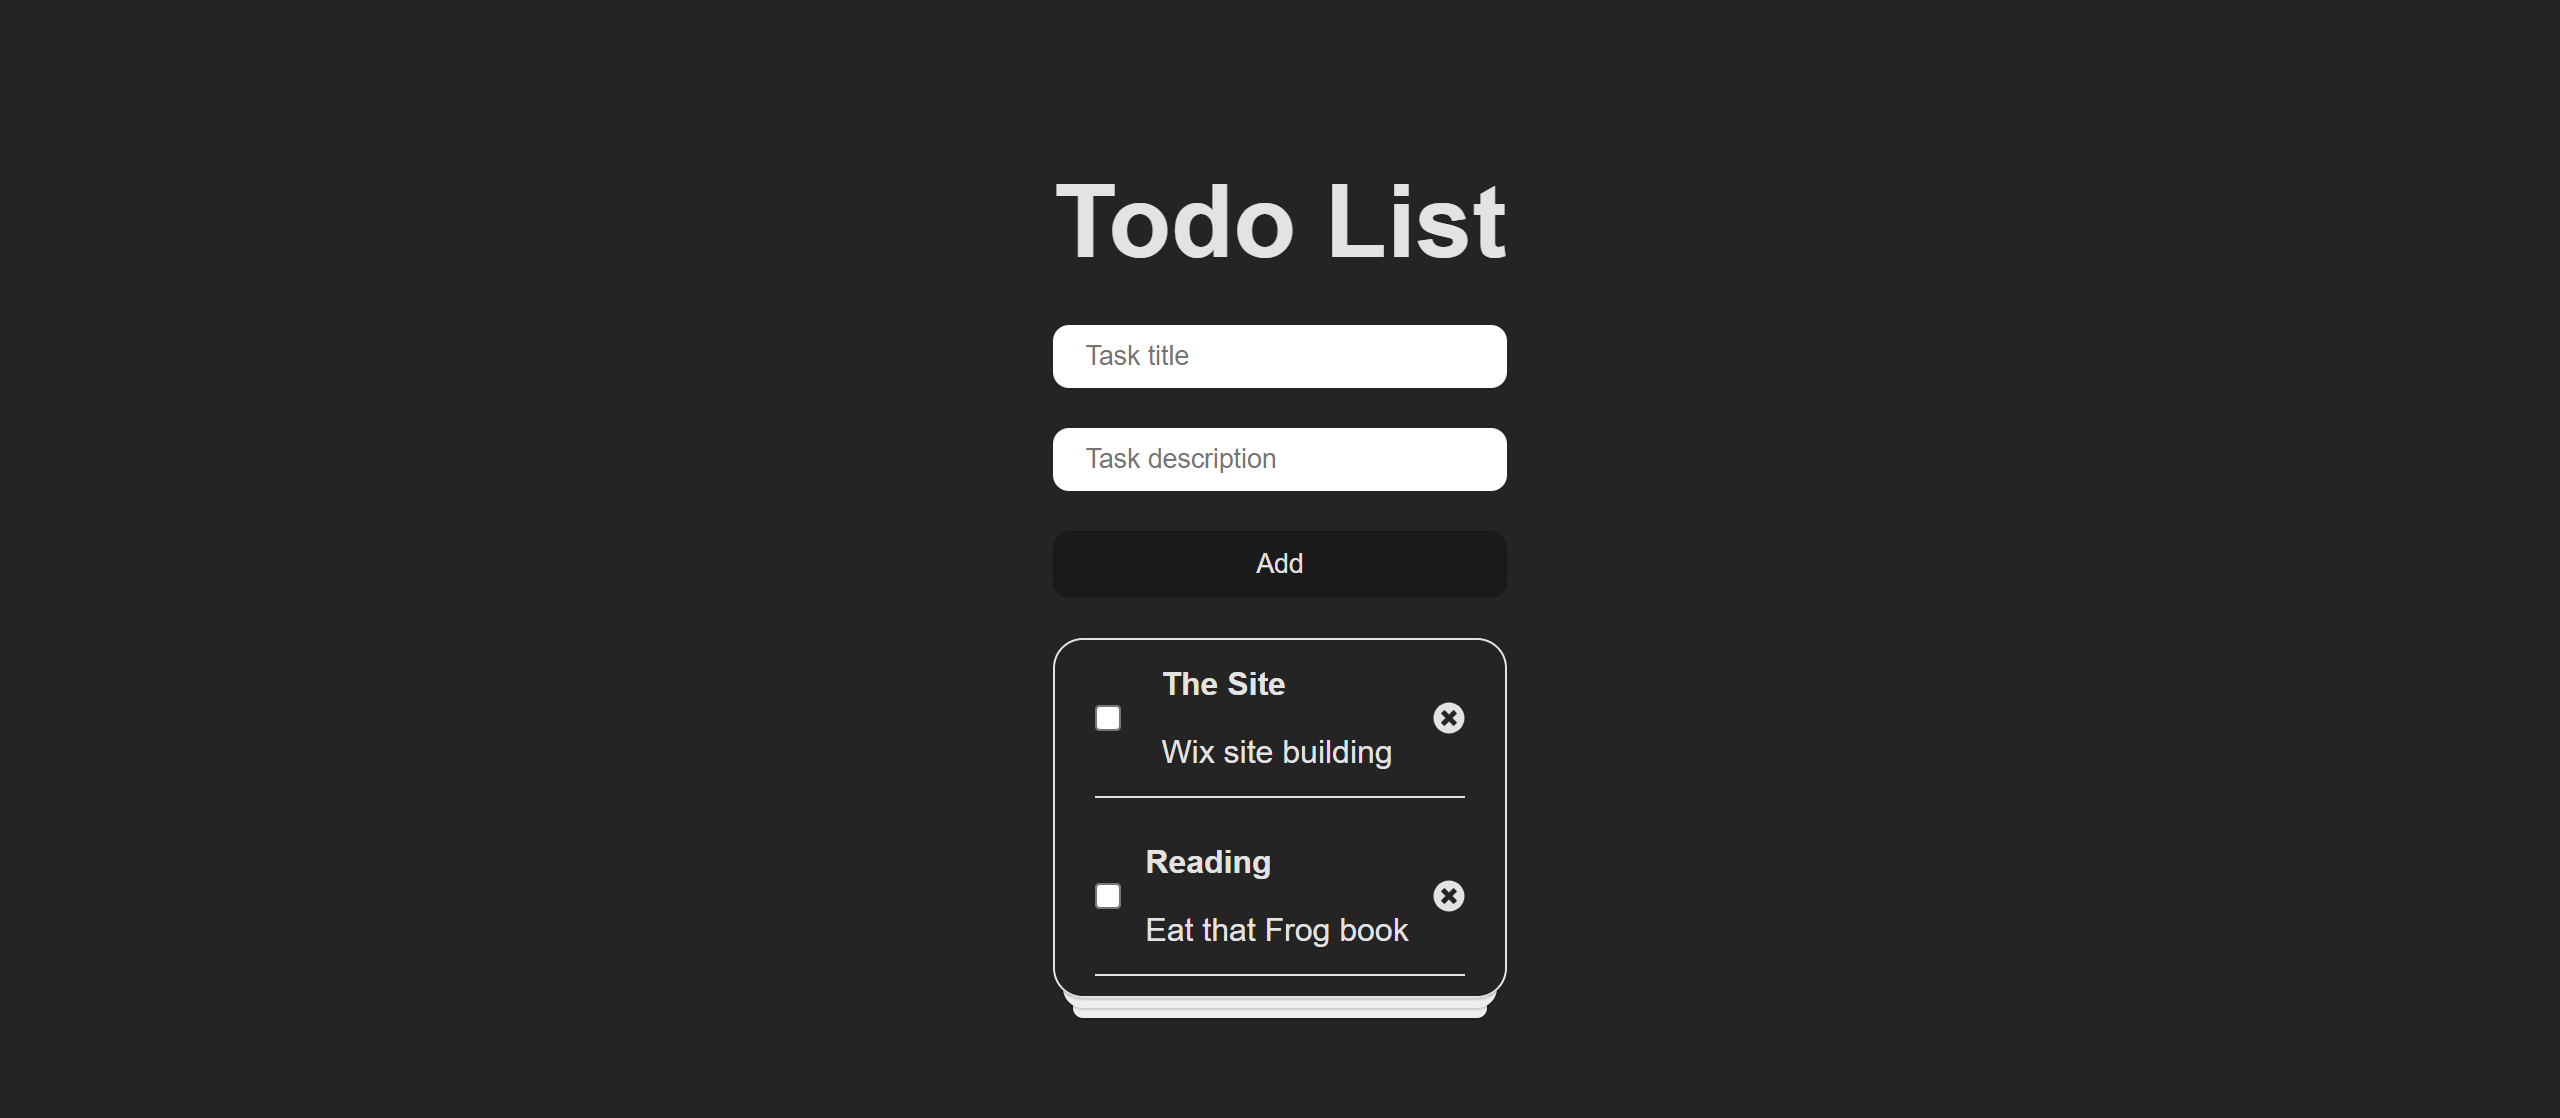 Todo List
Task title
Task description
Add
The Site
Wix site building
Reading
Eat that Frog book